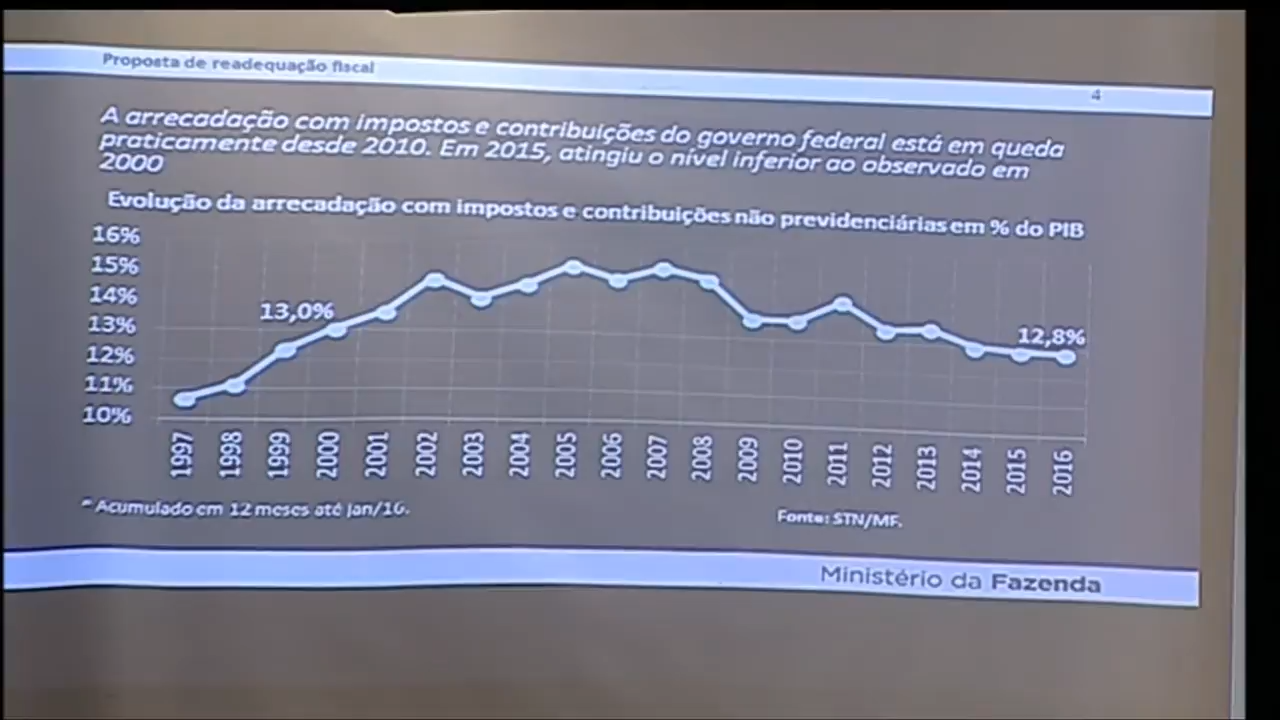 Proposta de readequação fiscal
4
A arrecadação com impostos e contribuições do governo federal está em queda
praticamente desde 2010. Em 2015, atingiu o nível inferior ao observado em
2000
Evolução da arrecadação com impostos e contribuições não previdenciárias em % do PIB
16%
15%
14%
13%
12%
11%
10%
13,0%
12,8%
1997 1998 1999 2000 2001 2002 2003 2004 2005 2006 2007 2008 2009 2010 2011 2012 2013 2014 2015 2016
* Acumulado em 12 meses até jan/16.
Fonte: STN/MF.
Ministério da Fazenda